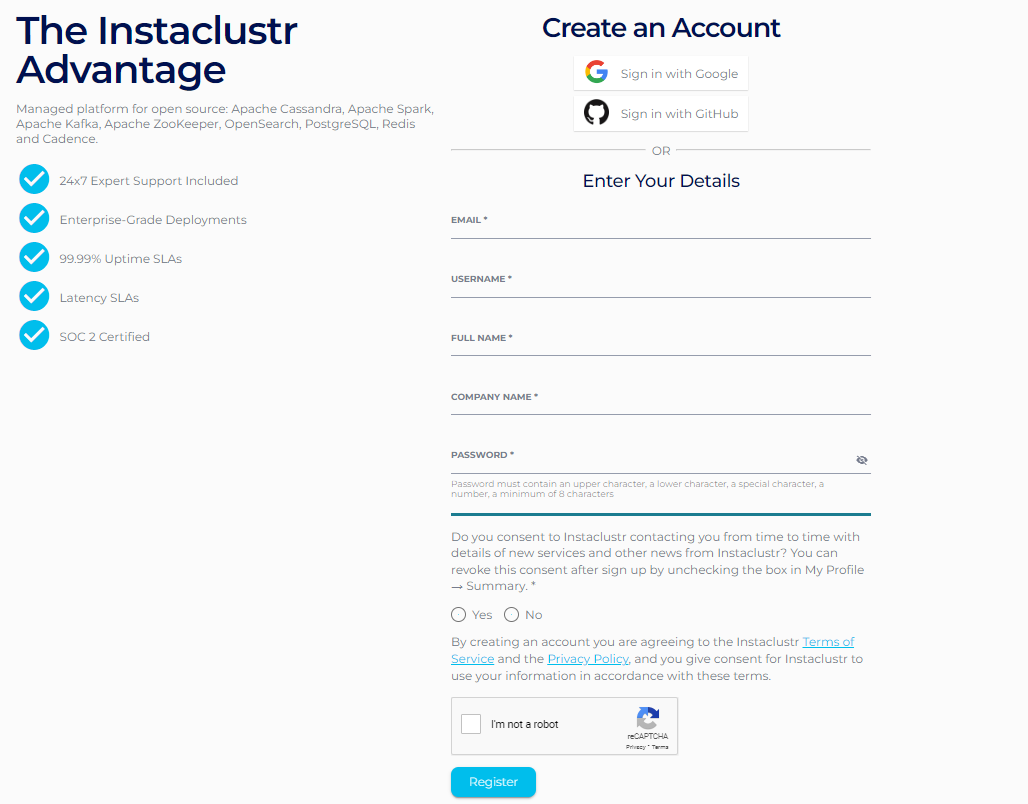 The Instaclustr
Advantage
Managed platform for open source: Apache Cassandra, Apache Spark,
Apache Kafka, Apache ZooKeeper, OpenSearch, PostgreSQL, Redis
and Cadence.
24x7 Expert Support Included
Enterprise-Grade Deployments
99.99% Uptime SLAs
Latency SLAs
SOC 2 Certified
Create an Account
Sign in with Google
Sign in with GitHub
OR
Enter Your Details
EMAIL *
USERNAME *
FULL NAME *
COMPANY NAME *
PASSWORD *
Password must contain an upper character, a lower character, a special character, a
number, a minimum of 8 characters
Do you consent to Instaclustr contacting you from time to time with
details of new services and other news from Instaclustr? You can
revoke this consent after sign up by unchecking the box in My Profile
→ Summary. *
Yes No
By creating an account you are agreeing to the Instaclustr Terms of
Service and the Privacy Policy, and you give consent for Instaclustr to
use your information in accordance with these terms.
I'm not a robot
reCAPTCHA
Privacy - Terms
Register